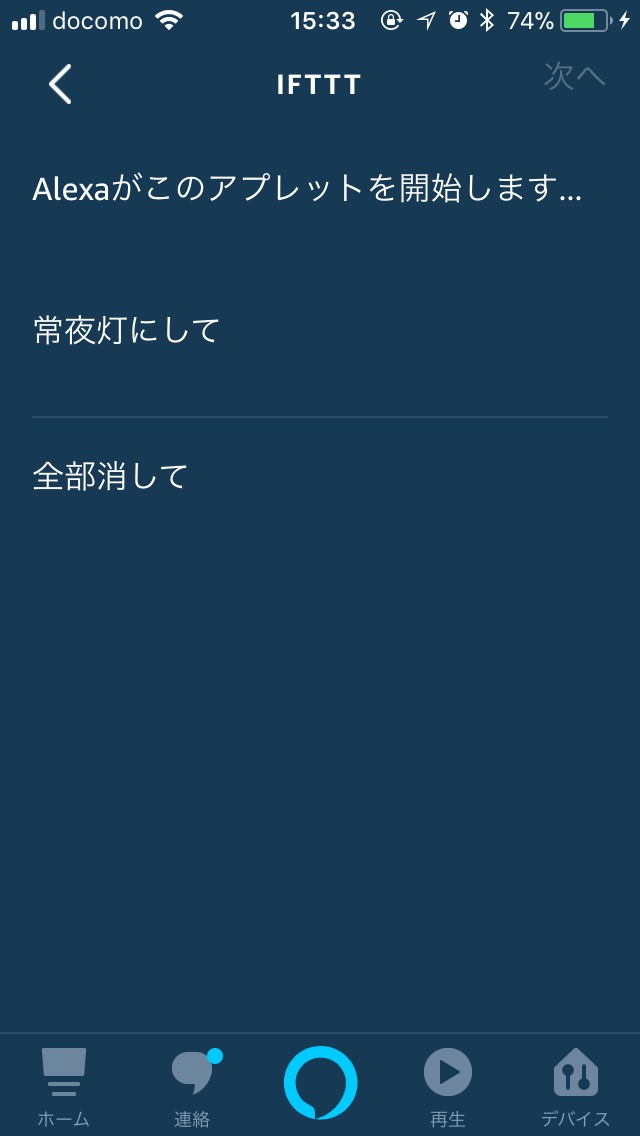 docomo 15:33 74%
IFTTT 次へ
Alexaがこのアプレットを開始します...
常夜灯にして
全部消して
ホーム 連絡 再生 デバイス